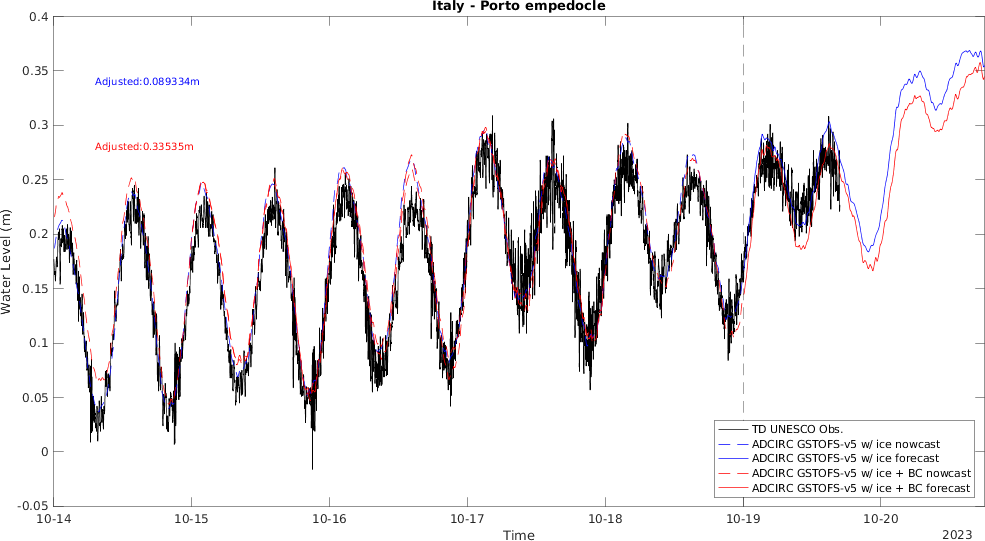 Italy - Porto empedocle
0.4
0.35
0.3
0.25
0.2
0.15
0.1
0.05
0
-0.05
Water Level (m)
Adjusted:0.089334m
Adjusted:0.33535m
TD UNESCO Obs.
ADCIRC GSTOFS-v5 w/ ice nowcast
ADCIRC GSTOFS-v5 w/ ice forecast
ADCIRC GSTOFS-v5 w/ ice + BC nowcast
ADCIRC GSTOFS-v5 w/ ice + BC forecast
10-14 10-15 10-16 10-17 10-18 10-19 10-20
Time
2023